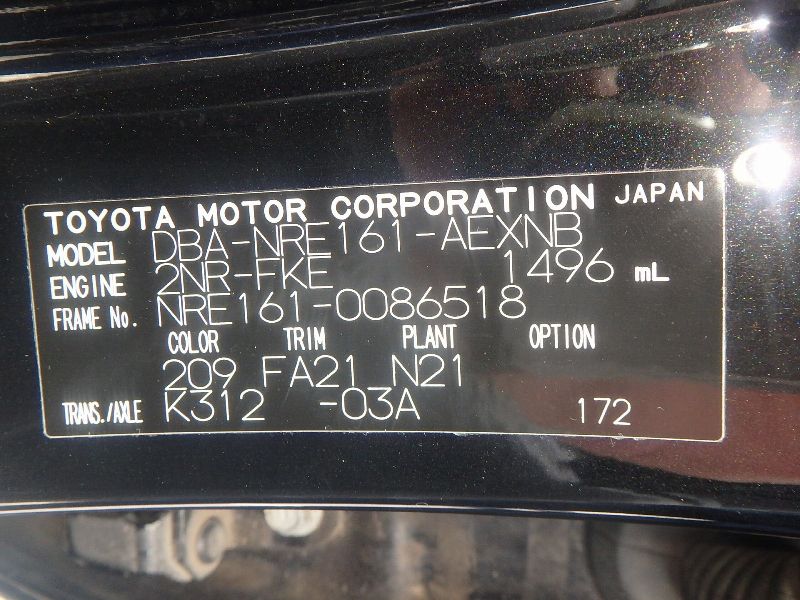 TOYOTA MOTOR CORPORATION JAPAN
MODEL DBA-NRE161-AEXNB
ENGINE 2NR-FKE 1496 mL
FRAME No. NRE161-0086518
COLOR TRIM PLANT OPTION
209 FA21 N21
TRANS./AXLE K312 -03A 172